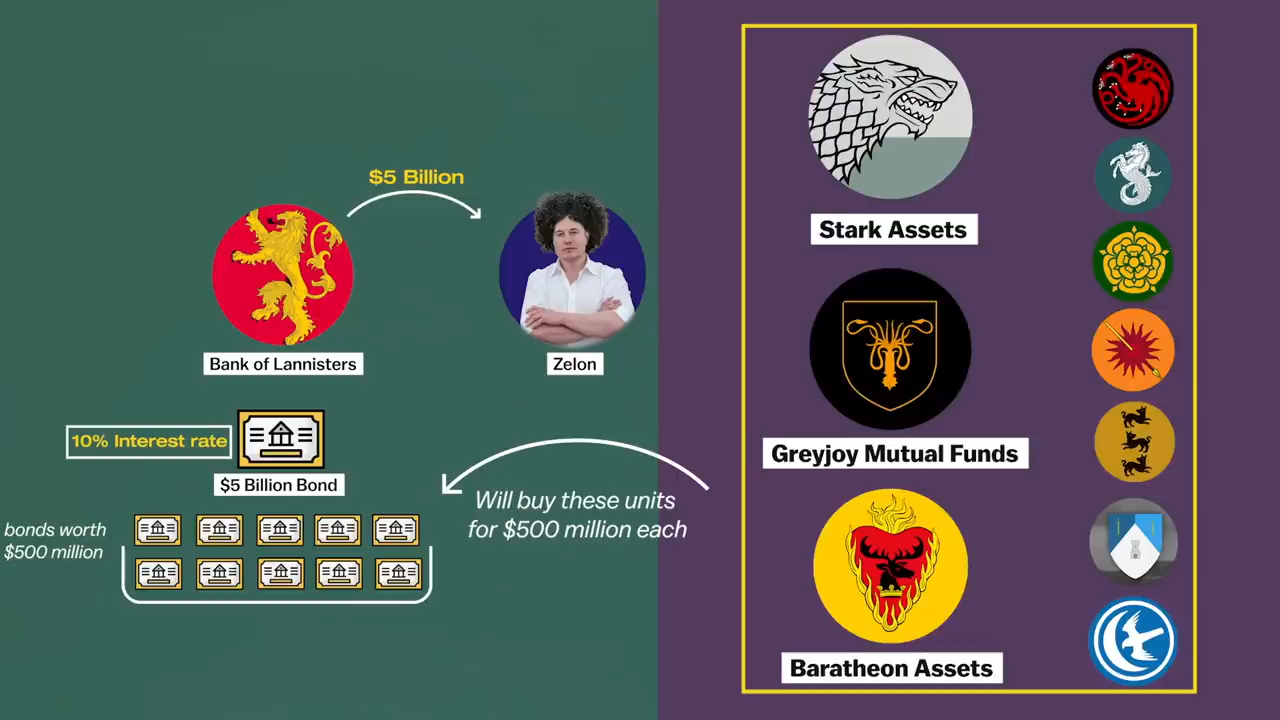 $5 Billion
Bank of Lannisters
Zelon
10% Interest rate
$5 Billion Bond
bonds worth
$500 million
Will buy these units
for $500 million each
Stark Assets
Greyjoy Mutual Funds
Baratheon Assets